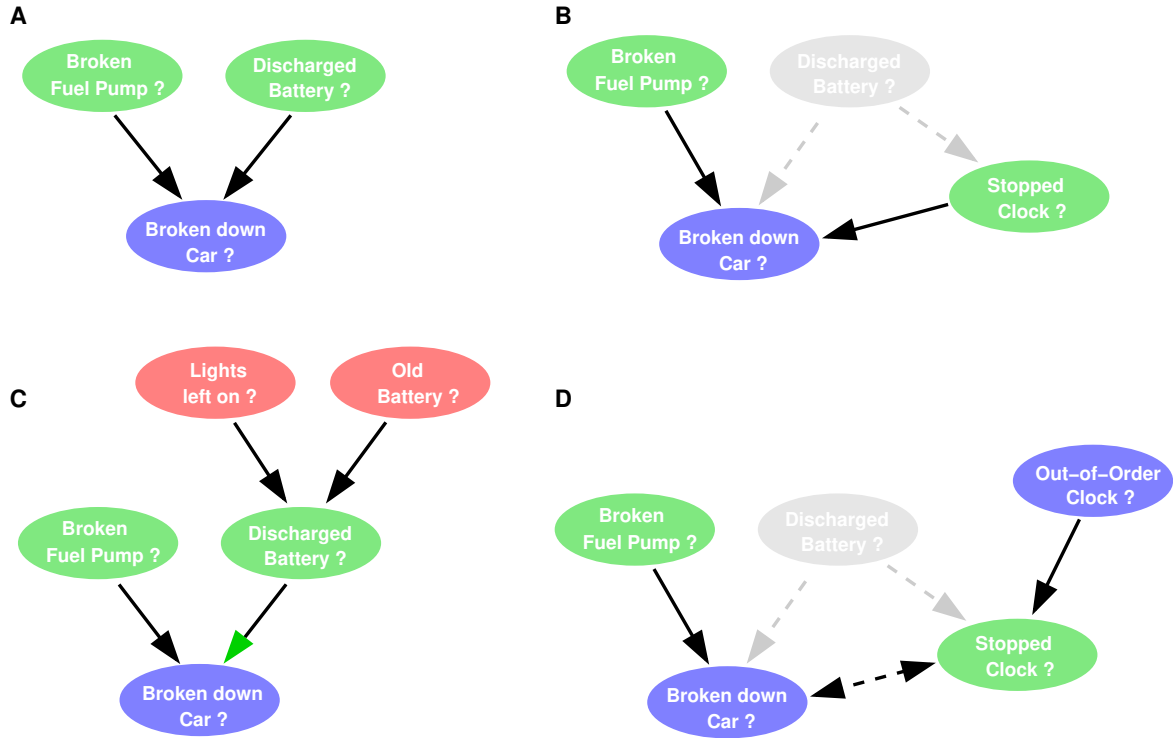 A
Broken
Fuel Pump ?
Discharged
Battery ?
Broken down
Car ?
B
Broken
Fuel Pump ?
Discharged
Battery ?
Stopped
Clock ?
Broken down
Car ?
C
Lights
left on ?
Old
Battery ?
Broken
Fuel Pump ?
Discharged
Battery ?
Broken down
Car ?
D
Out−of−Order
Clock ?
Broken
Fuel Pump ?
Discharged
Battery ?
Stopped
Clock ?
Broken down
Car ?